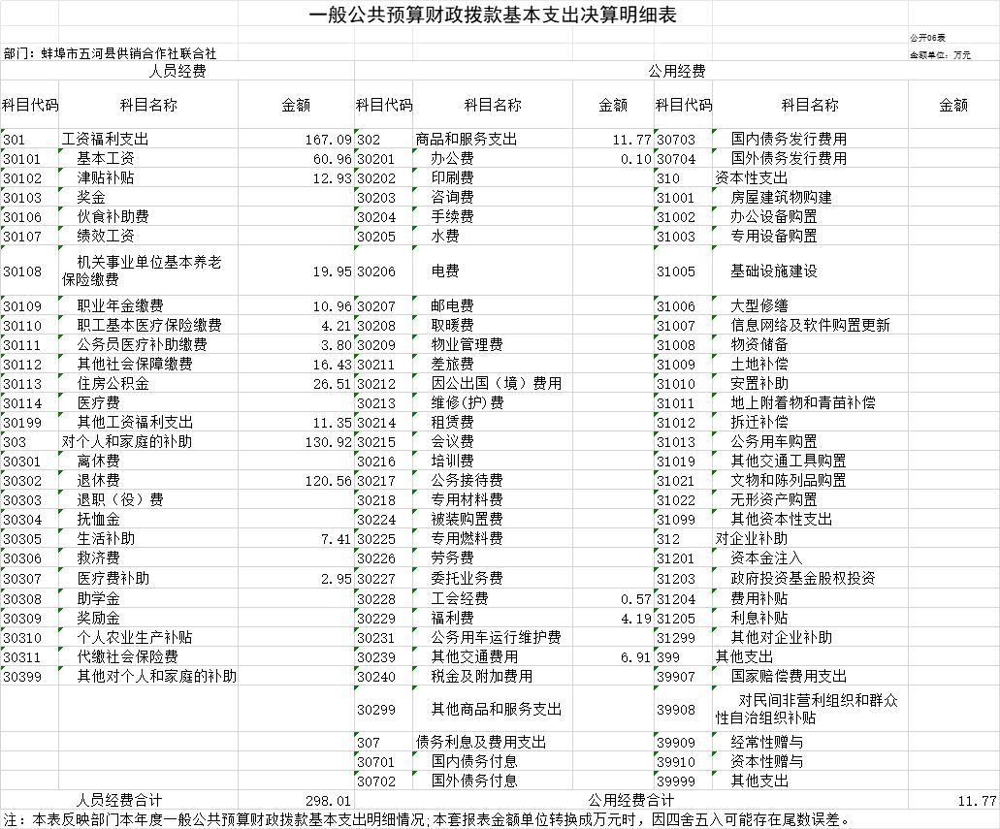 一般公共预算财政拨款基本支出决算明细表
公开06表
部门：蚌埠市五河县供销合作社联合社 金额单位：万元
人员经费 公用经费
科目代码 科目名称 金额 科目代码 科目名称 金额 科目代码 科目名称 金额
301 工资福利支出 167.09 302 商品和服务支出 11.77 30703 国内债务发行费用
30101 基本工资 60.96 30201 办公费 0.10 30704 国外债务发行费用
30102 津贴补贴 12.93 30202 印刷费 310 资本性支出
30103 奖金 30203 咨询费 31001 房屋建筑物购建
30106 伙食补助费 30204 手续费 31002 办公设备购置
30107 绩效工资 30205 水费 31003 专用设备购置
30108 机关事业单位基本养老
保险缴费 19.95 30206 电费 31005 基础设施建设
30109 职业年金缴费 10.96 30207 邮电费 31006 大型修缮
30110 职工基本医疗保险缴费 4.21 30208 取暖费 31007 信息网络及软件购置更新
30111 公务员医疗补助缴费 3.80 30209 物业管理费 31008 物资储备
30112 其他社会保障缴费 16.43 30211 差旅费 31009 土地补偿
30113 住房公积金 26.51 30212 因公出国（境）费用 31010 安置补助
30114 医疗费 30213 维修(护)费 31011 地上附着物和青苗补偿
30199 其他工资福利支出 11.35 30214 租赁费 31012 拆迁补偿
303 对个人和家庭的补助 130.92 30215 会议费 31013 公务用车购置
30301 离休费 30216 培训费 31019 其他交通工具购置
30302 退休费 120.56 30217 公务接待费 31021 文物和陈列品购置
30303 退职（役）费 30218 专用材料费 31022 无形资产购置
30304 抚恤金 30224 被装购置费 31099 其他资本性支出
30305 生活补助 7.41 30225 专用燃料费 312 对企业补助
30306 救济费 30226 劳务费 31201 资本金注入
30307 医疗费补助 2.95 30227 委托业务费 31203 政府投资基金股权投资
30308 助学金 30228 工会经费 0.57 31204 费用补贴
30309 奖励金 30229 福利费 4.19 31205 利息补贴
30310 个人农业生产补贴 30231 公务用车运行维护费 31299 其他对企业补助
30311 代缴社会保险费 30239 其他交通费用 6.91 399 其他支出
30399 其他对个人和家庭的补助 30240 税金及附加费用 39907 国家赔偿费用支出
30299 其他商品和服务支出 39908 对民间非营利组织和群众
性自治组织补贴
307 债务利息及费用支出 39909 经常性赠与
30701 国内债务付息 39910 资本性赠与
30702 国外债务付息 39999 其他支出
人员经费合计 298.01 公用经费合计 11.77
注：本表反映部门本年度一般公共预算财政拨款基本支出明细情况;本套报表金额单位转换成万元时，因四舍五入可能存在尾数误差。